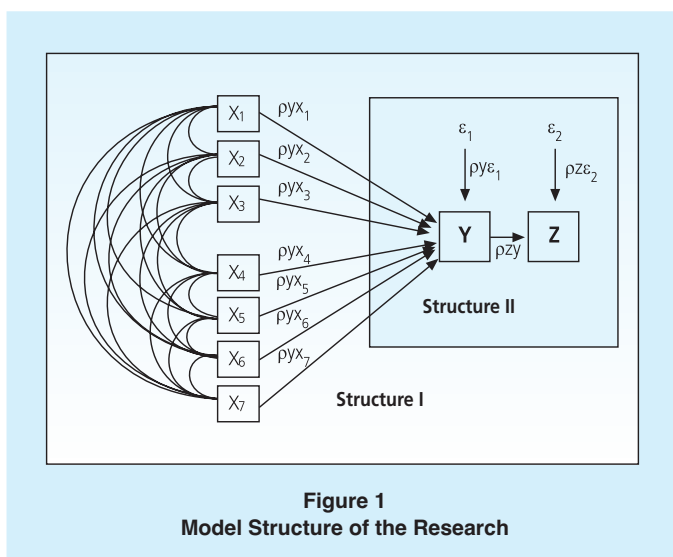 X₁ ρyx₁
X₂ ρyx₂
X₃ ρyx₃
X₄ ρyx₄
X₅ ρyx₅
X₆ ρyx₆
X₇ ρyx₇
ε₁ ε₂
ρyε₁ ρzε₂
Y ρzy Z
Structure II
Structure I
Figure 1
Model Structure of the Research